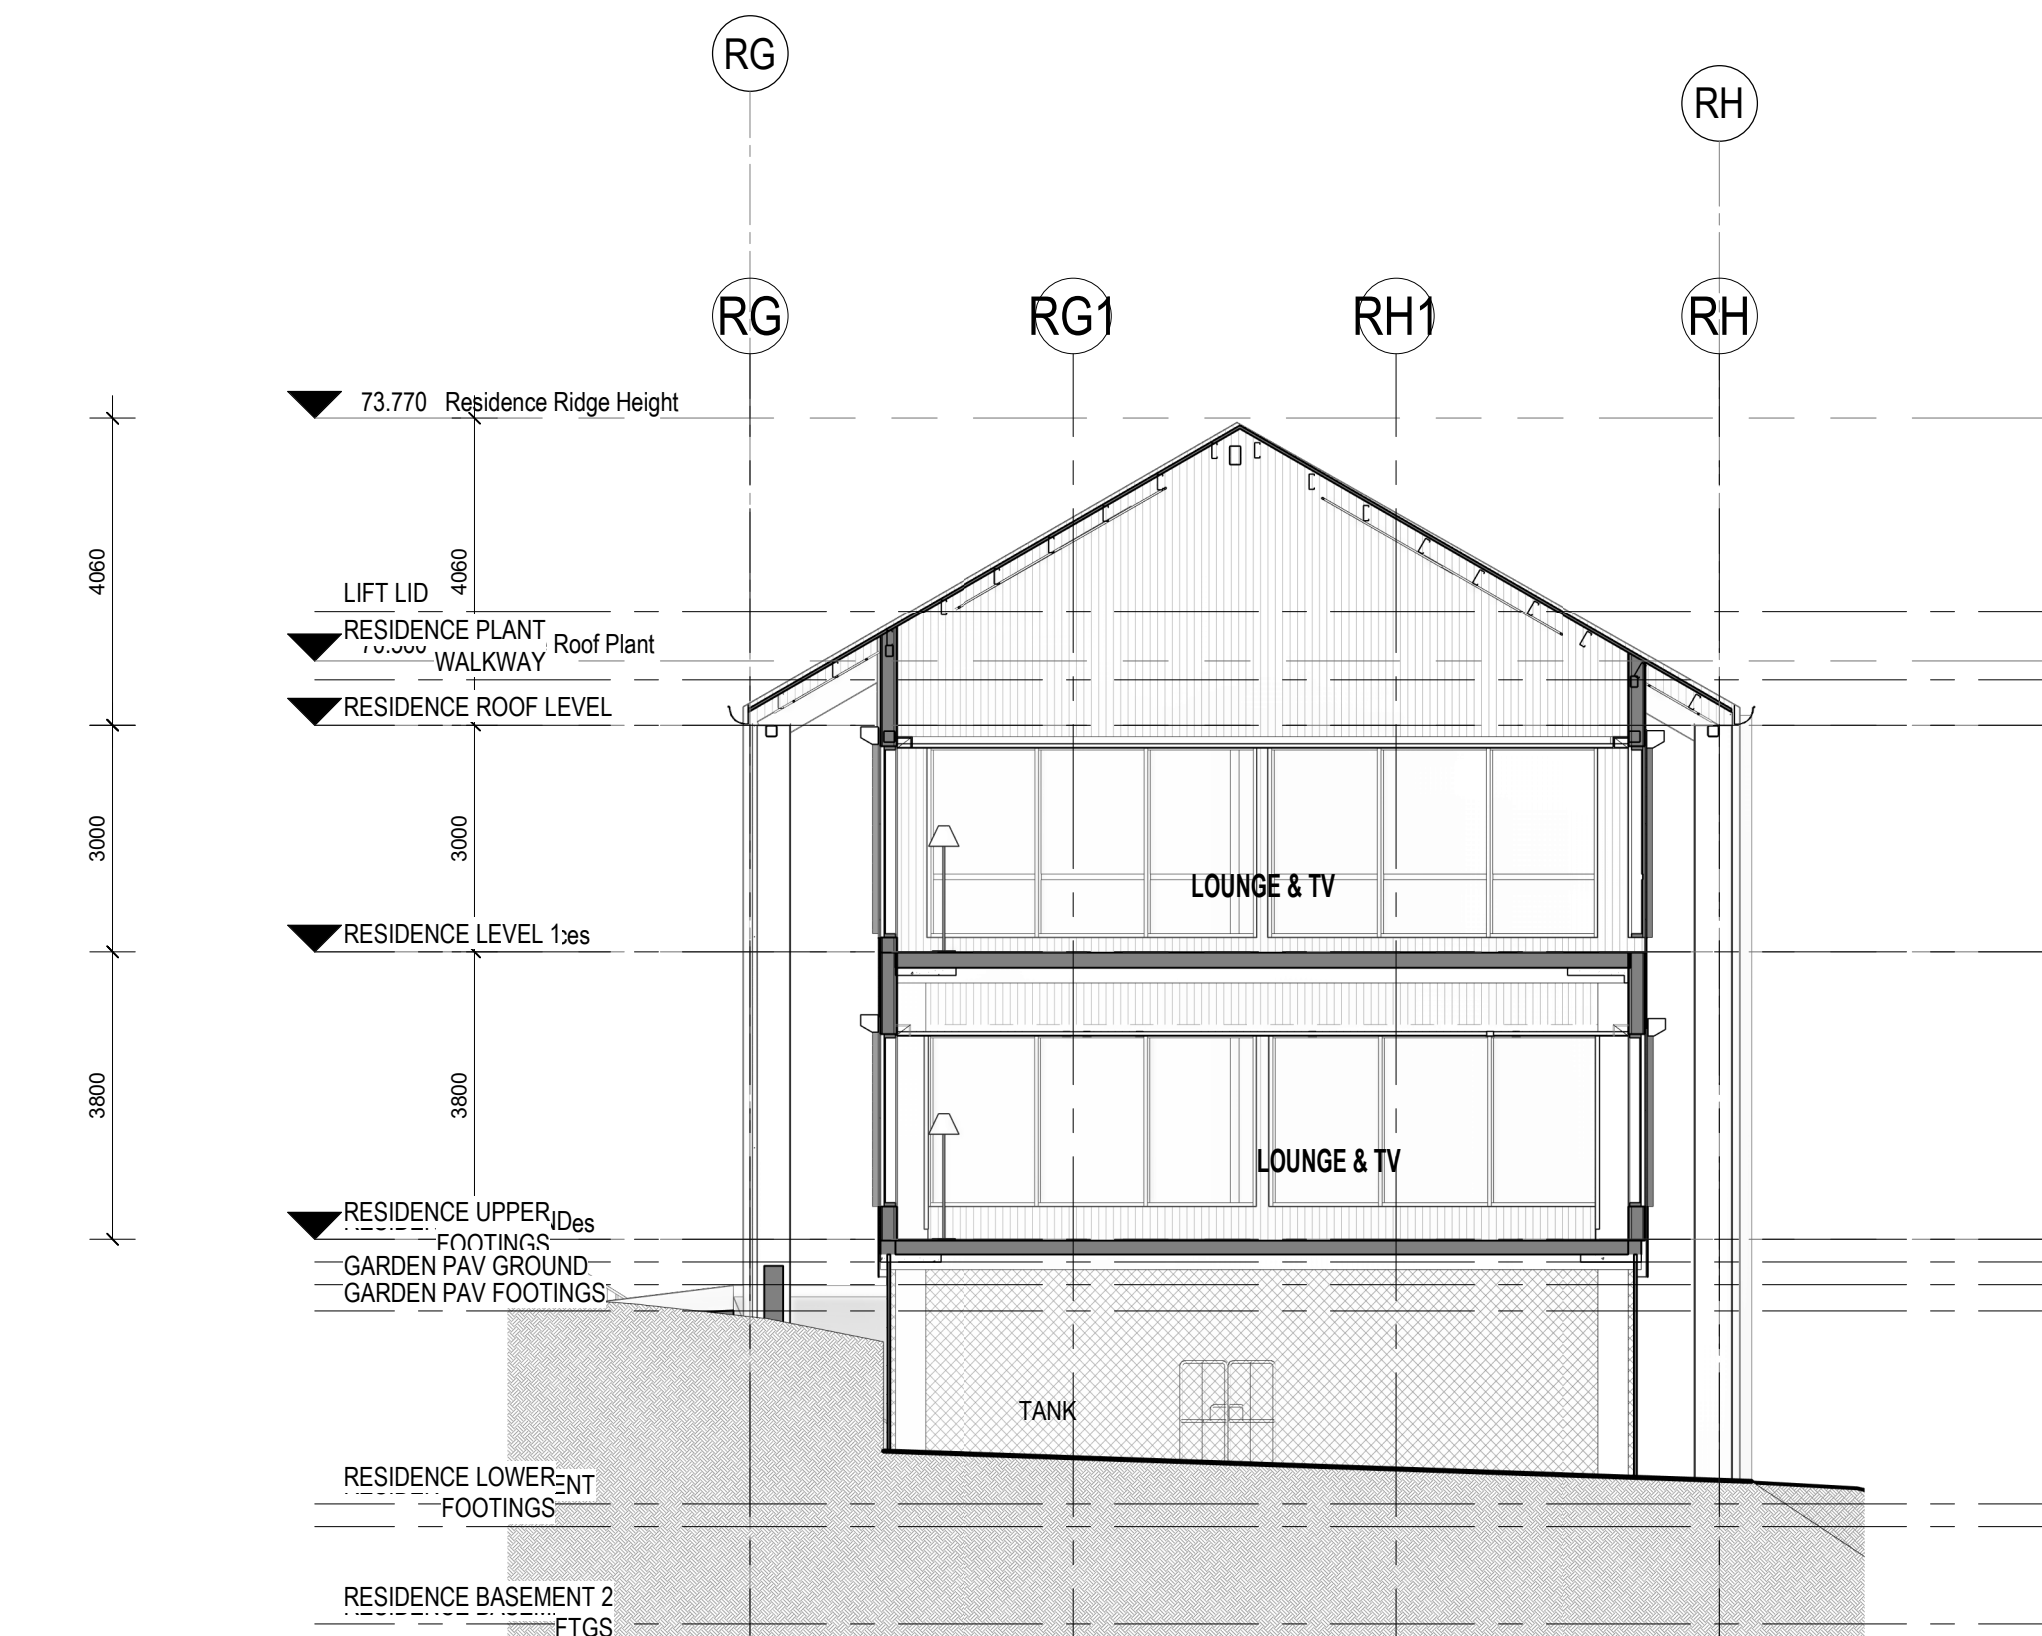 RG
RH
RG
RG1
RH1
RH
73.770 Residence Ridge Height
4060
4060
LIFT LID
RESIDENCE PLANT
Roof Plant
WALKWAY
RESIDENCE ROOF LEVEL
3000
3000
LOUNGE & TV
RESIDENCE LEVEL 1
3800
3800
LOUNGE & TV
RESIDENCE UPPER
FOOTINGS
GARDEN PAV GROUND
GARDEN PAV FOOTINGS
TANK
RESIDENCE LOWER
FOOTINGS
RESIDENCE BASEMENT 2
FTGS